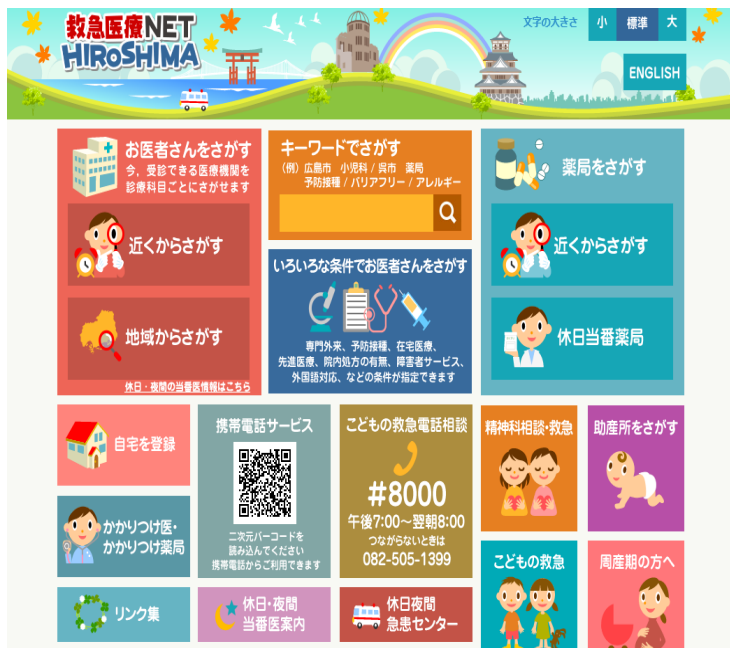 救急医療NET
HIROSHIMA
文字の大きさ 小 標準 大
ENGLISH
お医者さんをさがす
今，受診できる医療機関を
診療科目ごとにさがせます
近くからさがす
地域からさがす
休日・夜間の当番医情報はこちら
キーワードでさがす
（例）広島市 小児科 / 呉市 薬局
予防接種 / バリアフリー / アレルギー
いろいろな条件でお医者さんをさがす
専門外来、予防接種、在宅医療、
先進医療、院内処方の有無、障害者サービス、
外国語対応、などの条件が指定できます
薬局をさがす
近くからさがす
休日当番薬局
自宅を登録
かかりつけ医・
かかりつけ薬局
リンク集
携帯電話サービス
二次元バーコードを
読み込んでください
携帯電話からご利用できます
休日・夜間
当番医案内
こどもの救急電話相談
#8000
午後7:00～翌朝8:00
つながらないときは
082-505-1399
休日夜間
急患センター
精神科相談・救急
助産所をさがす
こどもの救急
周産期の方へ